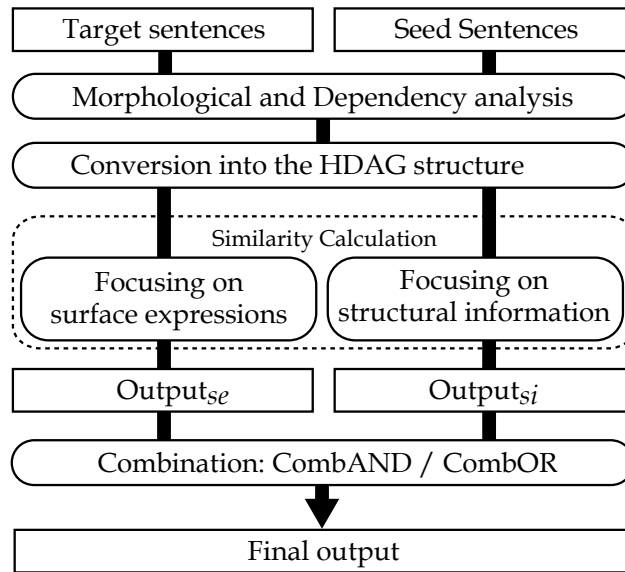 Target sentences
Seed Sentences
Morphological and Dependency analysis
Conversion into the HDAG structure
Similarity Calculation
Focusing on
surface expressions
Focusing on
structural information
Outputse
Outputsi
Combination: CombAND / CombOR
Final output